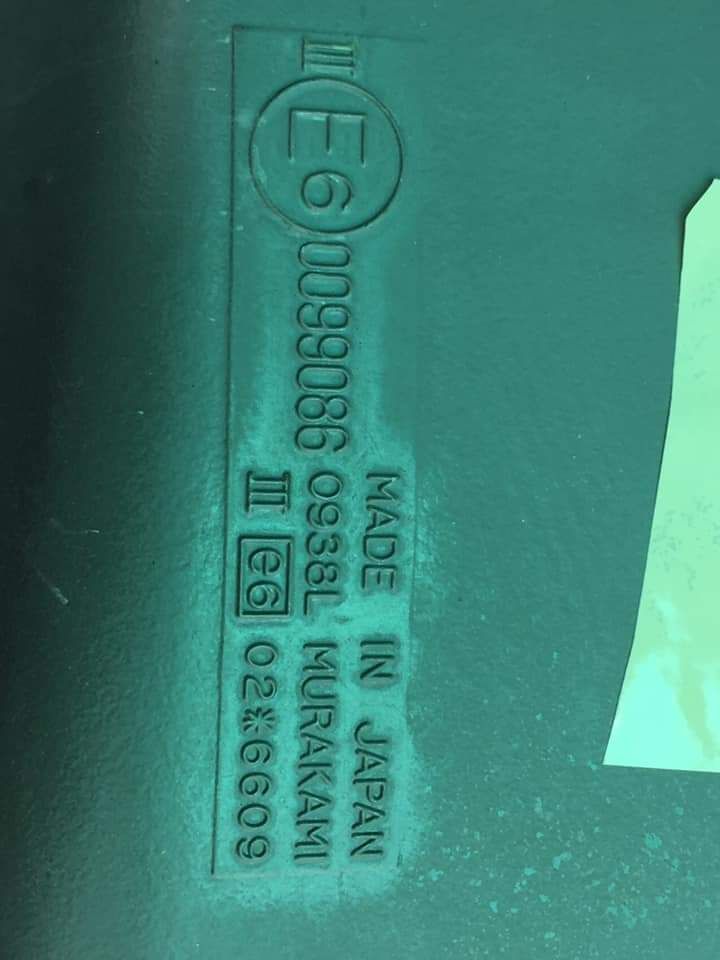 III E6 0099086
MADE IN JAPAN
0938L MURAKAMI
III e6 02*6609